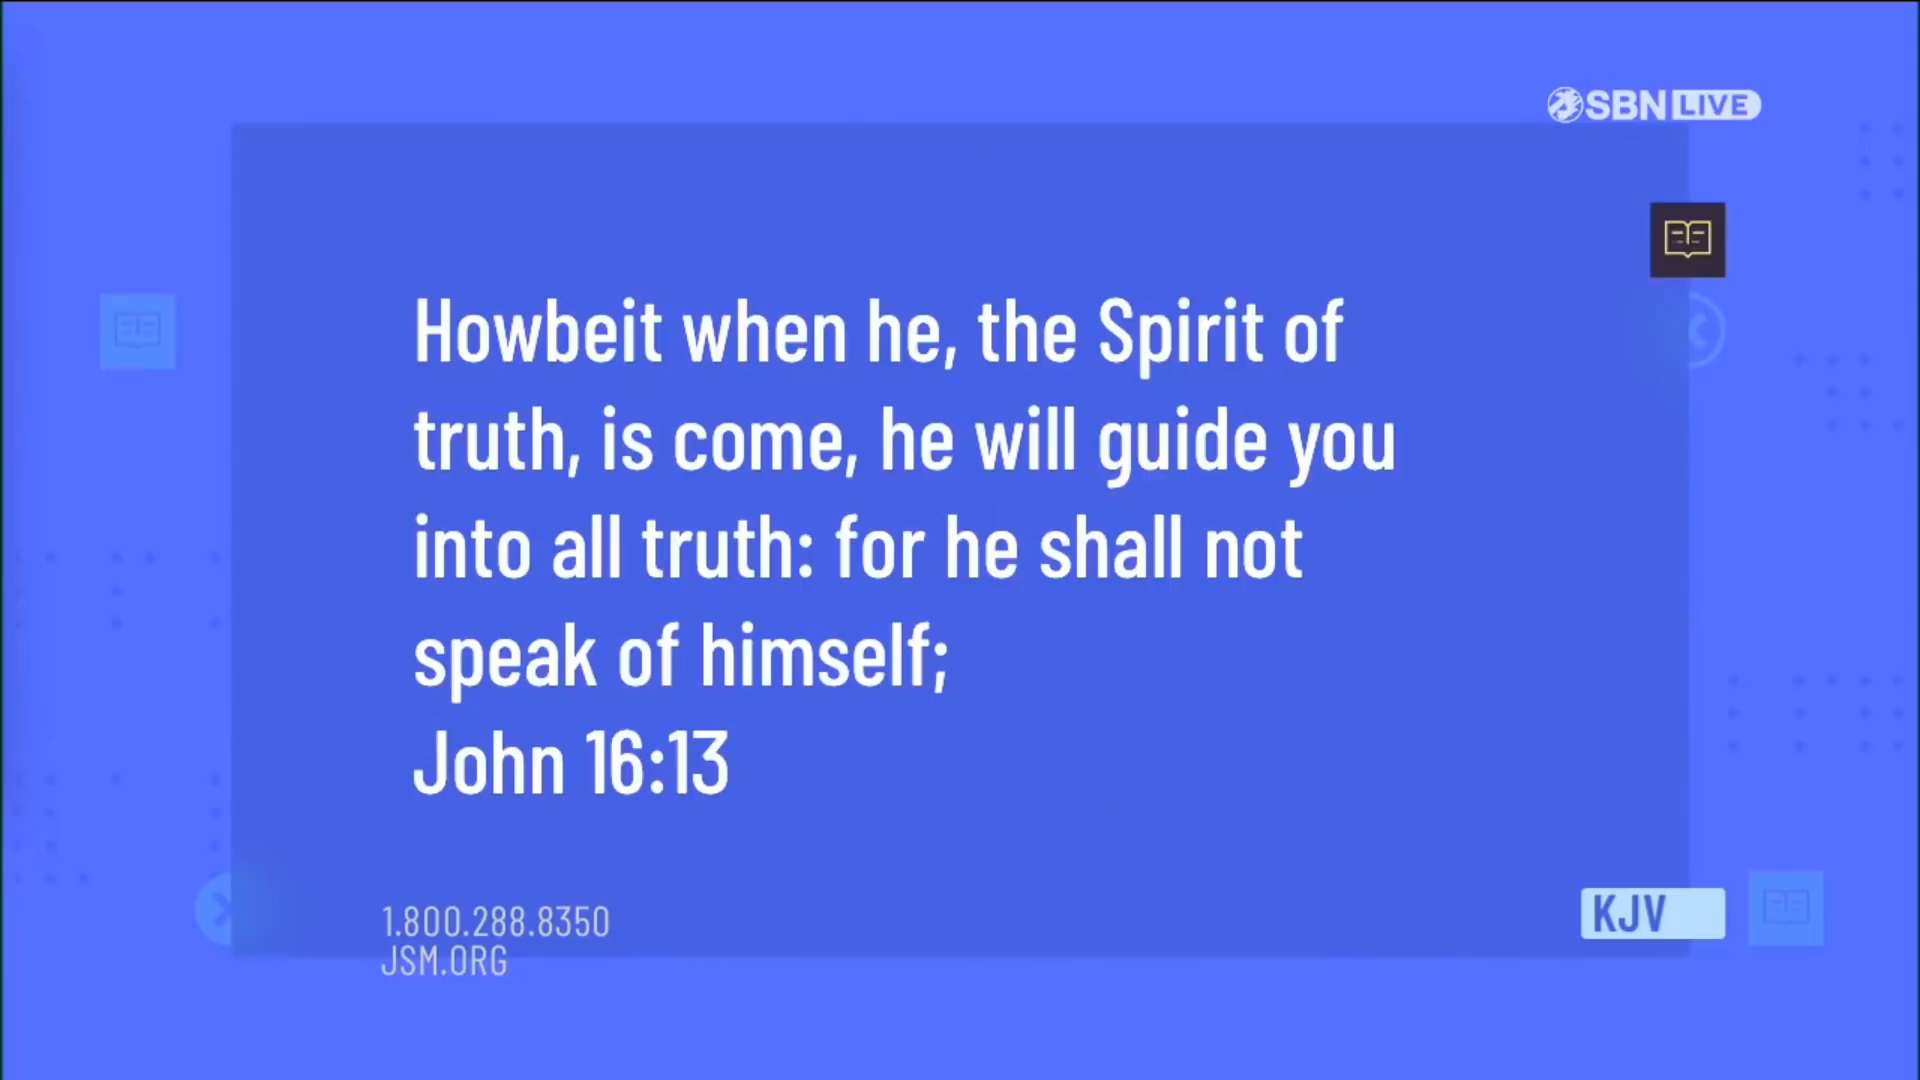 SBN LIVE
Howbeit when he, the Spirit of
truth, is come, he will guide you
into all truth: for he shall not
speak of himself;
John 16:13
1.800.288.8350
JSM.ORG
KJV